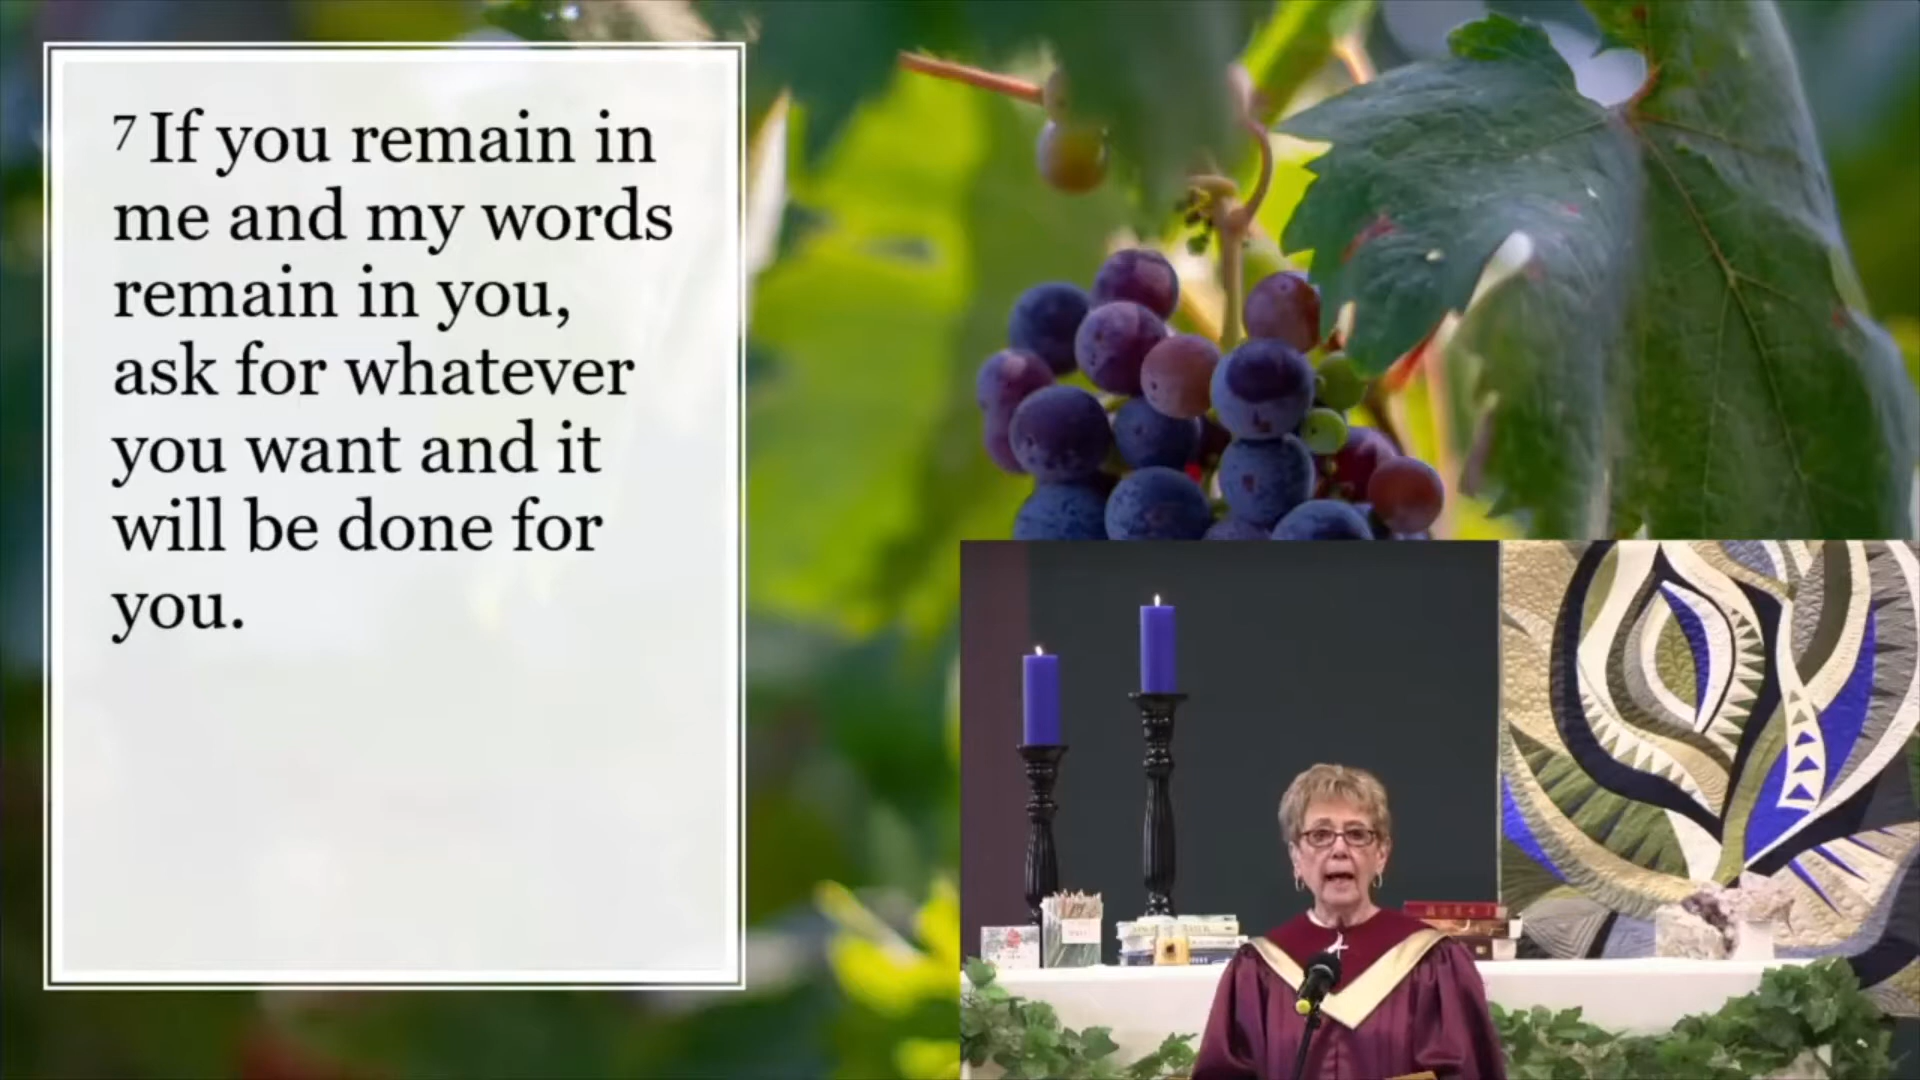 7 If you remain in
me and my words
remain in you,
ask for whatever
you want and it
will be done for
you.